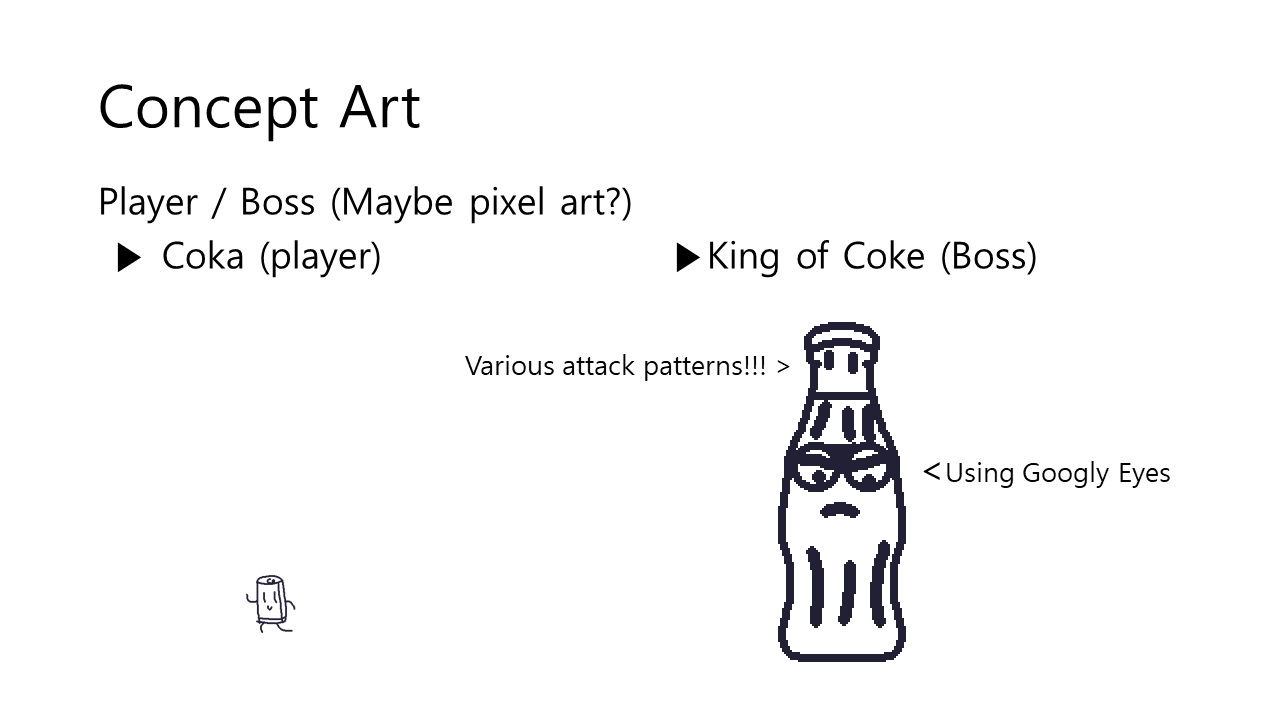 Concept Art
Player / Boss (Maybe pixel art?)
▶ Coka (player)
▶King of Coke (Boss)
Various attack patterns!!! >
<Using Googly Eyes